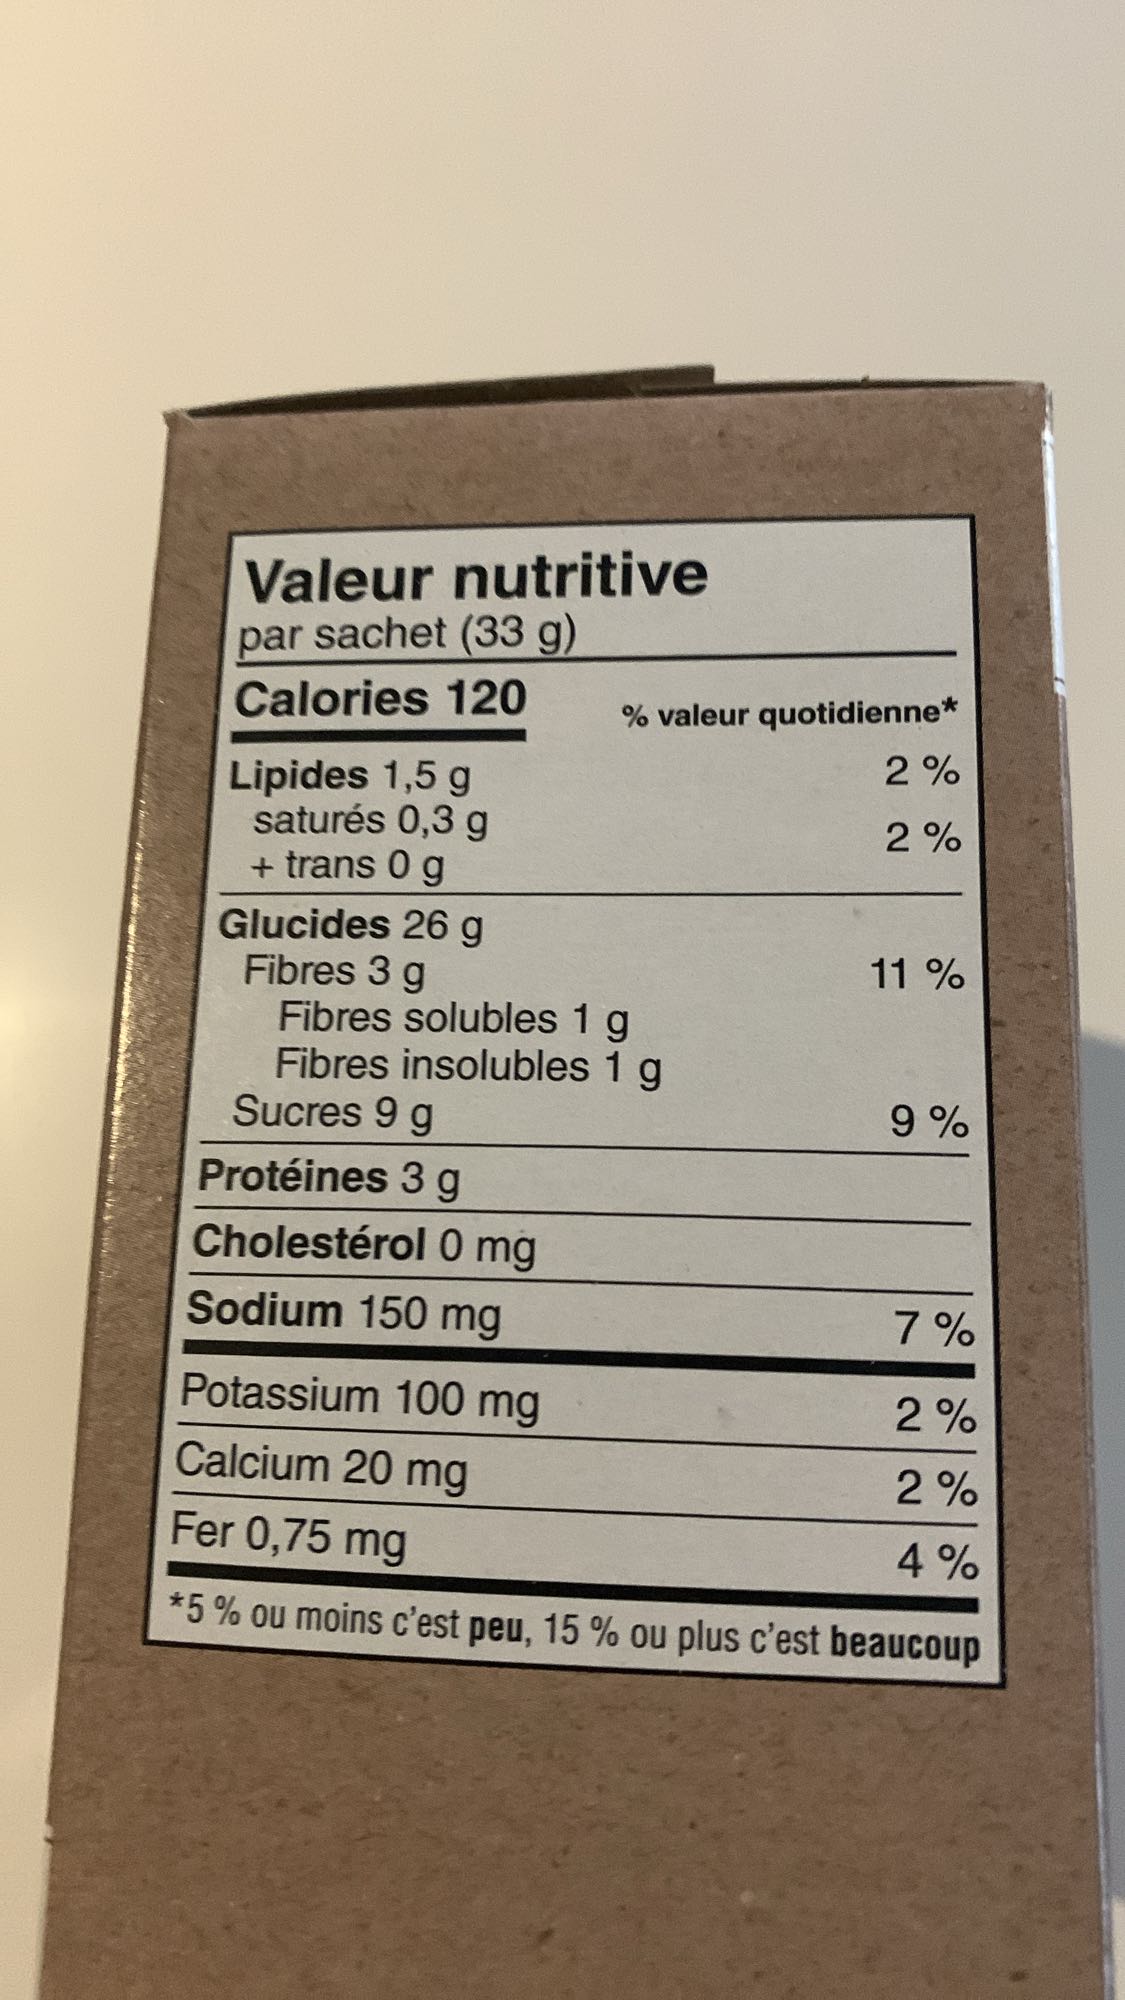 Valeur nutritive
par sachet (33 g)
Calories 120
% valeur quotidienne*
Lipides 1,5 g 2 %
saturés 0,3 g
+ trans 0 g 2 %
Glucides 26 g
Fibres 3 g 11 %
Fibres solubles 1 g
Fibres insolubles 1 g
Sucres 9 g 9 %
Protéines 3 g
Cholestérol 0 mg
Sodium 150 mg 7 %
Potassium 100 mg 2 %
Calcium 20 mg 2 %
Fer 0,75 mg 4 %
*5 % ou moins c'est peu, 15 % ou plus c'est beaucoup